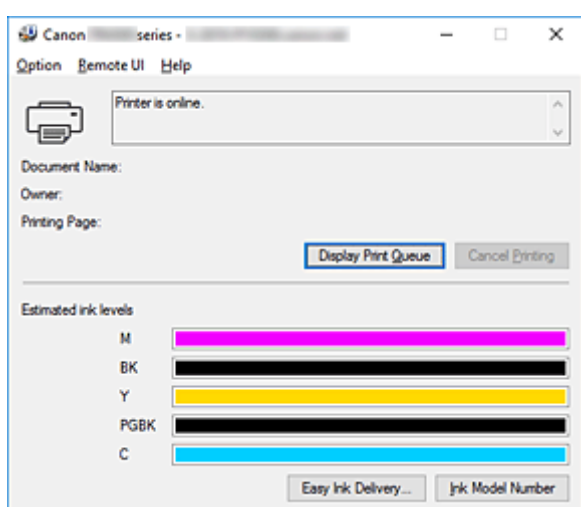 Canon series -
Option Remote UI Help
Printer is online.
Document Name:
Owner:
Printing Page:
Display Print Queue Cancel Printing
Estimated ink levels
M
BK
Y
PGBK
C
Easy Ink Delivery... Ink Model Number